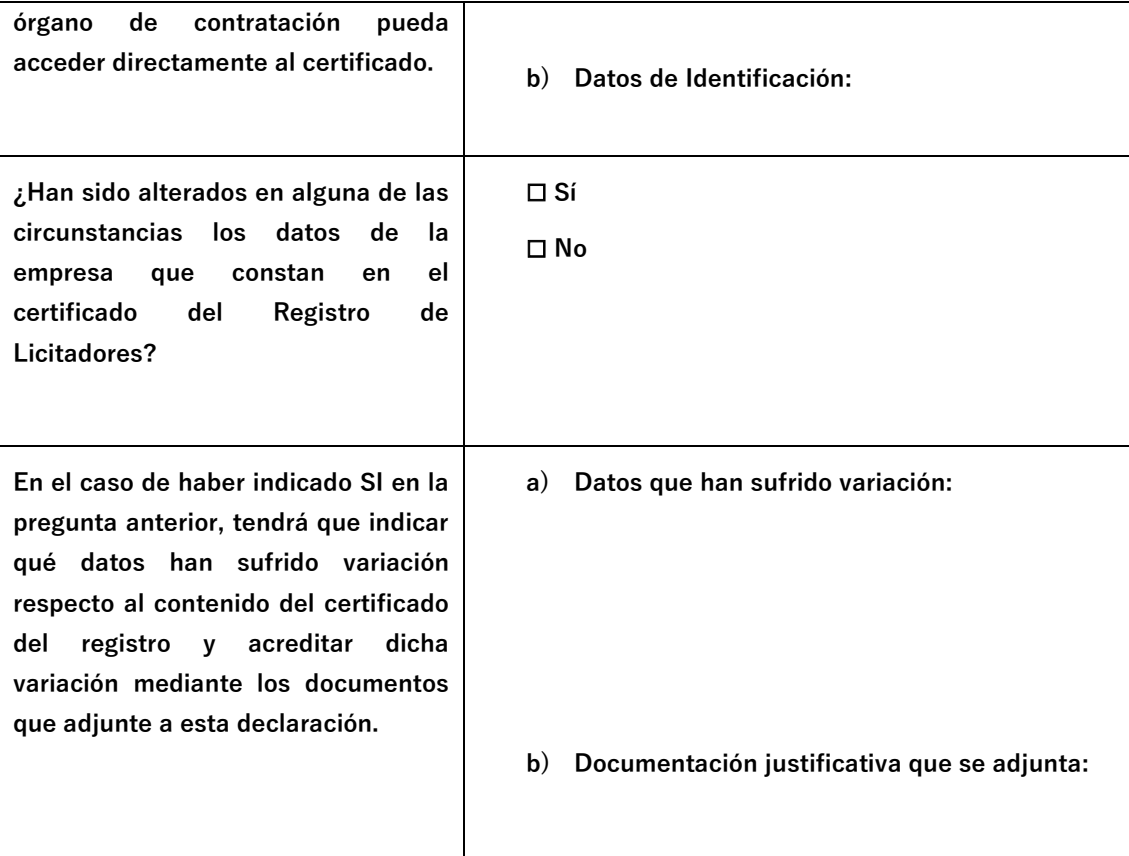 órgano de contratación pueda
acceder directamente al certificado.
b) Datos de Identificación:
¿Han sido alterados en alguna de las
circunstancias los datos de la
empresa que constan en el
certificado del Registro de
Licitadores?
☐ Sí
☐ No
En el caso de haber indicado SI en la
pregunta anterior, tendrá que indicar
qué datos han sufrido variación
respecto al contenido del certificado
del registro y acreditar dicha
variación mediante los documentos
que adjunte a esta declaración.
a) Datos que han sufrido variación:
b) Documentación justificativa que se adjunta: